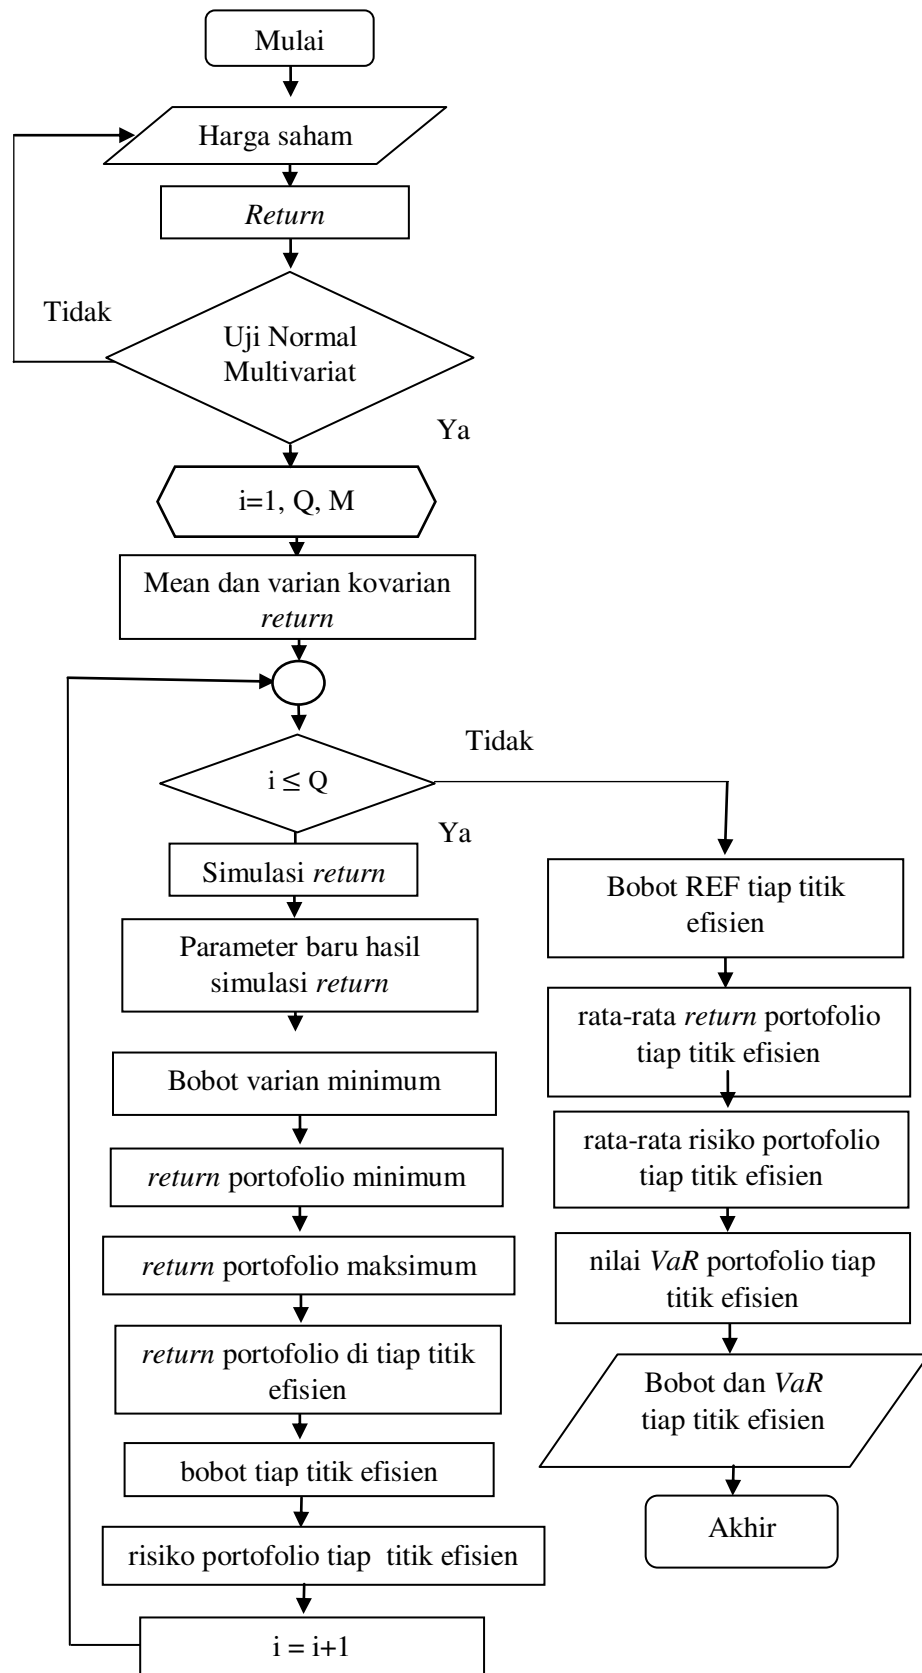 Mulai
Harga saham
Return
Tidak
Uji Normal
Multivariat
Ya
i=1, Q, M
Mean dan varian kovarian
return
Tidak
i ≤ Q
Ya
Simulasi return
Parameter baru hasil
simulasi return
Bobot varian minimum
return portofolio minimum
return portofolio maksimum
return portofolio di tiap titik
efisien
bobot tiap titik efisien
risiko portofolio tiap titik efisien
i = i+1
Bobot REF tiap titik
efisien
rata-rata return portofolio
tiap titik efisien
rata-rata risiko portofolio
tiap titik efisien
nilai VaR portofolio tiap
titik efisien
Bobot dan VaR
tiap titik efisien
Akhir